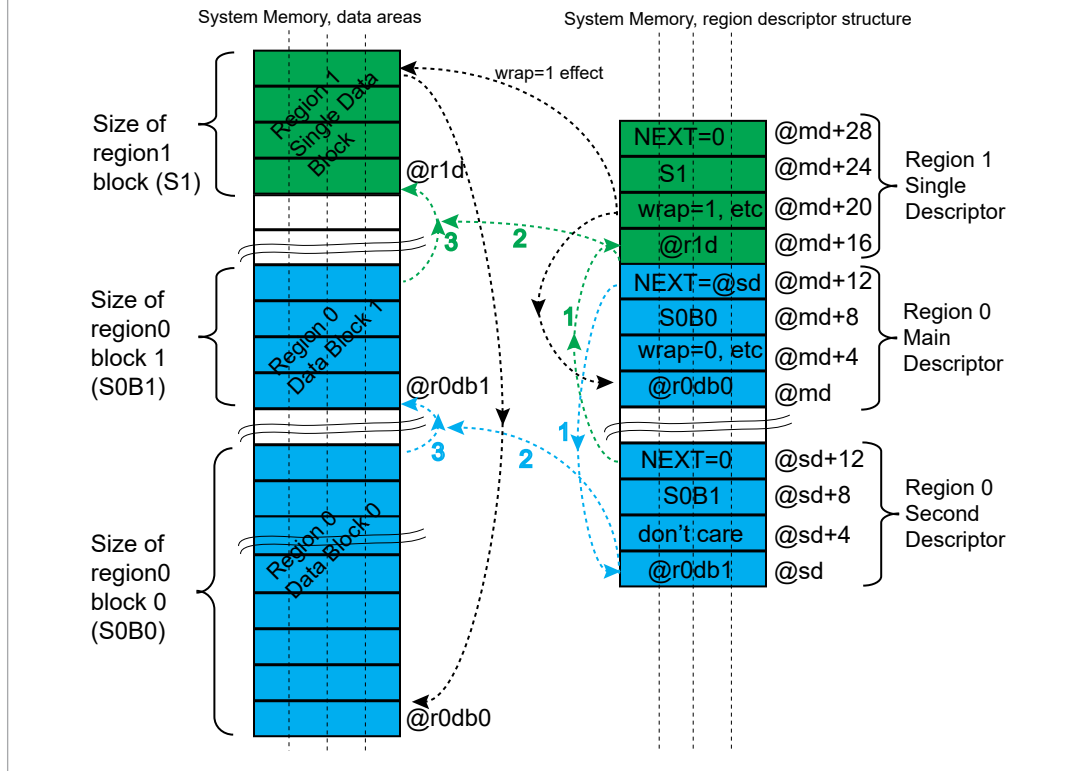 System Memory, data areas
System Memory, region descriptor structure
wrap=1 effect
Size of
region1
block (S1)
Region 1
Single Data
Block
@r1d
Size of
region0
block 1
(S0B1)
Region 0
Data Block 1
@r0db1
Size of
region0
block 0
(S0B0)
Region 0
Data Block 0
@r0db0
3
2
1
3
2
1
NEXT=0
@md+28
S1
@md+24
wrap=1, etc
@md+20
@r1d
@md+16
Region 1
Single
Descriptor
NEXT=@sd
@md+12
S0B0
@md+8
wrap=0, etc
@md+4
@r0db0
@md
Region 0
Main
Descriptor
NEXT=0
@sd+12
S0B1
@sd+8
don't care
@sd+4
@r0db1
@sd
Region 0
Second
Descriptor